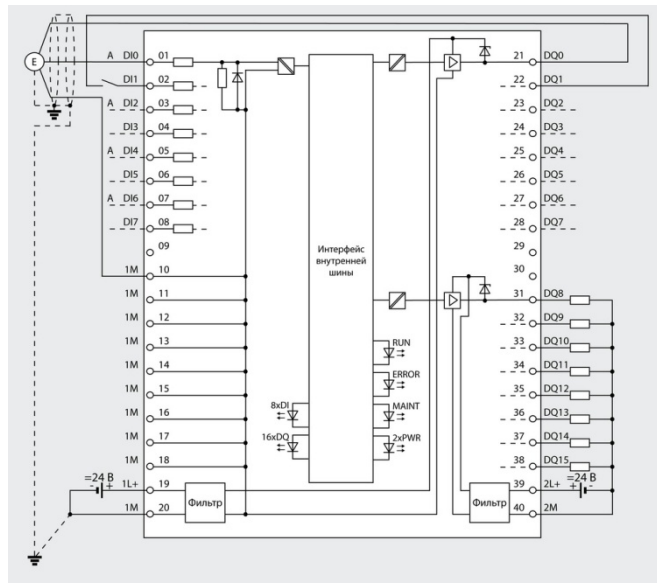 A DI0 01 21 DQ0
E
DI1 02 22 DQ1
A DI2 03 23 DQ2
DI3 04 24 DQ3
A DI4 05 25 DQ4
DI5 06 26 DQ5
A DI6 07 27 DQ6
DI7 08 28 DQ7
09 29
Интерфейс
внутренней
шины
1M 10 30
1M 11 31 DQ8
1M 12 32 DQ9
1M 13 RUN 33 DQ10
1M 14 ERROR 34 DQ11
1M 15 35 DQ12
8xDI MAINT
1M 16 36 DQ13
16xDQ 2xPWR
1M 17 37 DQ14
1M 18 38 DQ15
=24 В =24 В
- + 1L+ 19 39 2L+ + -
Фильтр Фильтр
1M 20 40 2M